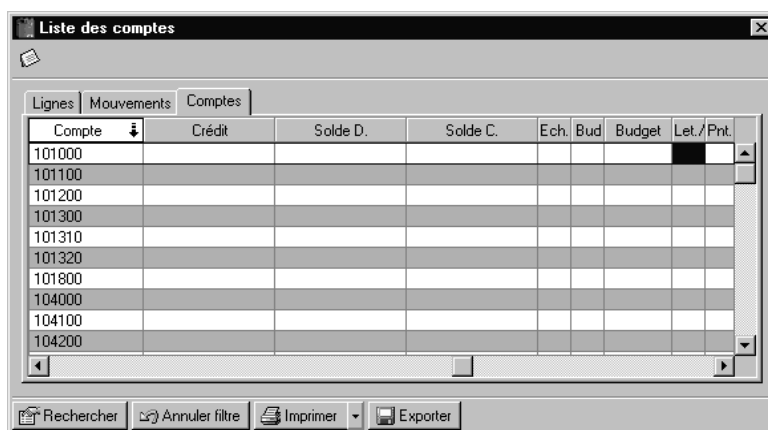 Liste des comptes
Lignes Mouvements Comptes
Compte Crédit Solde D. Solde C. Ech. Bud Budget Let./ Pnt.
101000
101100
101200
101300
101310
101320
101800
104000
104100
104200
Rechercher Annuler filtre Imprimer Exporter